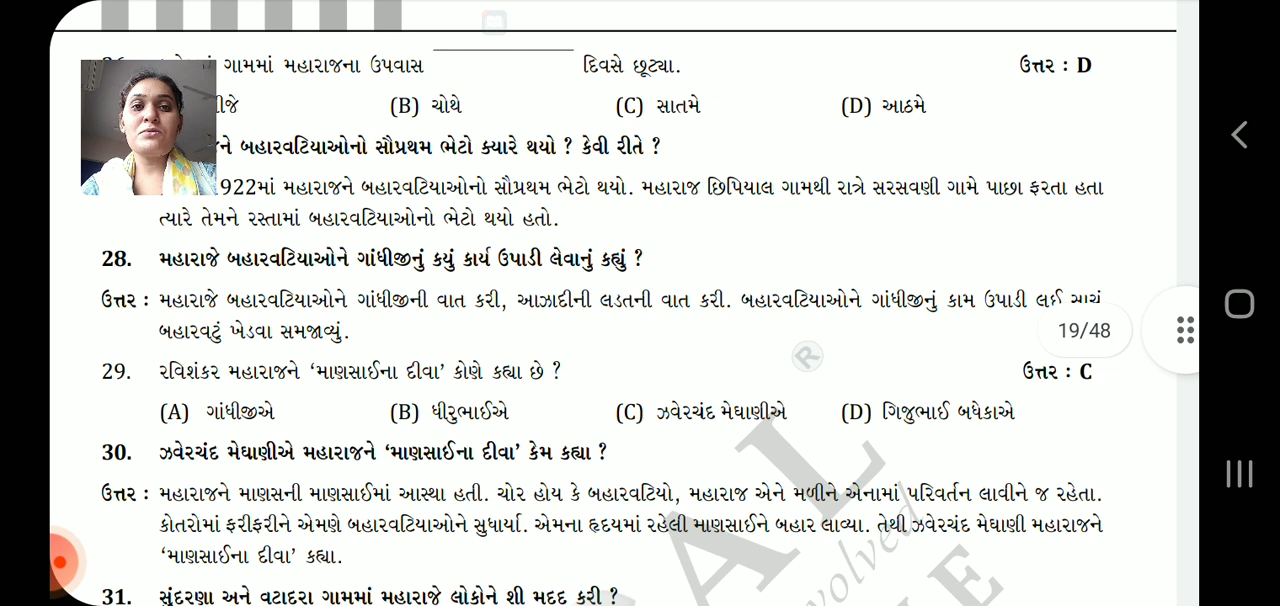 ગામમાં મહારાજના ઉપવાસ ____________ દિવસે છૂટ્યા. ઉત્તર : D
(B) ચોથે (C) સાતમે (D) આઠમે
ને બહારવટિયાઓનો સૌપ્રથમ ભેટો ક્યારે થયો ? કેવી રીતે ?
922માં મહારાજને બહારવટિયાઓનો સૌપ્રથમ ભેટો થયો. મહારાજ છિપિયાલ ગામથી રાત્રે સરસવણી ગામે પાછા ફરતા હતા
ત્યારે તેમને રસ્તામાં બહારવટિયાઓનો ભેટો થયો હતો.
28. મહારાજે બહારવટિયાઓને ગાંધીજીનું કયું કાર્ય ઉપાડી લેવાનું કહ્યું ?
ઉત્તર : મહારાજે બહારવટિયાઓને ગાંધીજીની વાત કરી, આઝાદીની લડતની વાત કરી. બહારવટિયાઓને ગાંધીજીનું કામ ઉપાડી લઈ
બહારવટું ખેડવા સમજાવ્યું.
19/48
29. રવિશંકર મહારાજને ‘માણસાઈના દીવા’ કોણે કહ્યા છે ? ઉત્તર : C
(A) ગાંધીજીએ (B) ધીરુભાઈએ (C) ઝવેરચંદ મેઘાણીએ (D) ગિજુભાઈ બધેકાએ
30. ઝવેરચંદ મેઘાણીએ મહારાજને ‘માણસાઈના દીવા’ કેમ કહ્યા ?
ઉત્તર : મહારાજને માણસની માણસાઈમાં આસ્થા હતી. ચોર હોય કે બહારવટિયો, મહારાજ એને મળીને એનામાં પરિવર્તન લાવીને જ રહેતા.
કોતરોમાં ફરીફરીને એમણે બહારવટિયાઓને સુધાર્યા. એમના હૃદયમાં રહેલી માણસાઈને બહાર લાવ્યા. તેથી ઝવેરચંદ મેઘાણી મહારાજને
‘માણસાઈના દીવા’ કહ્યા.
31. સુંદરણા અને વટાદરા ગામમાં મહારાજે લોકોને શી મદદ કરી ?